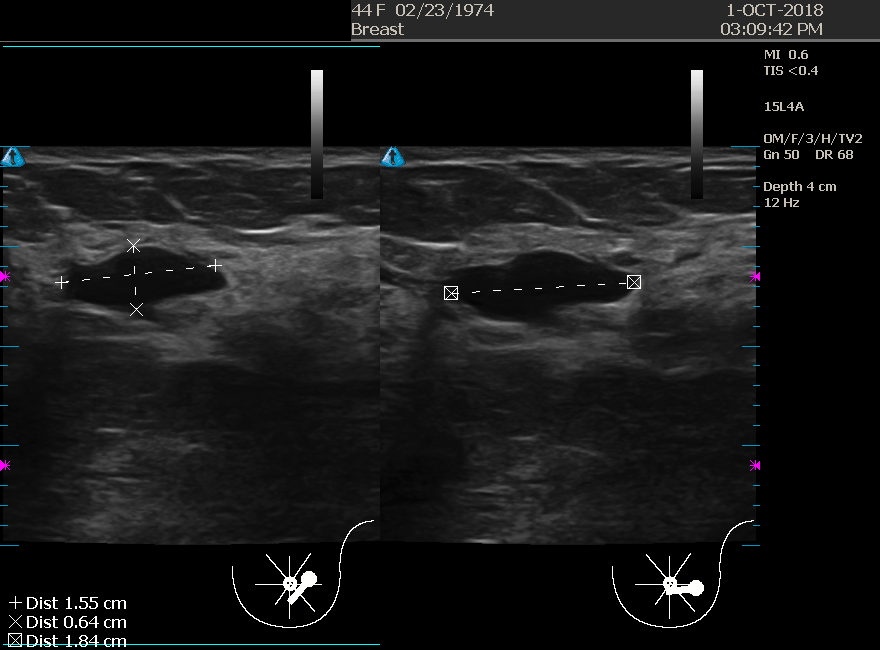 44 F 02/23/1974 1-OCT-2018
Breast 03:09:42 PM
MI 0.6
TIS <0.4
15L4A
OM/F/3/H/TV2
Gn 50 DR 68
Depth 4 cm
12 Hz
Dist 1.55 cm
Dist 0.64 cm
Dist 1.84 cm